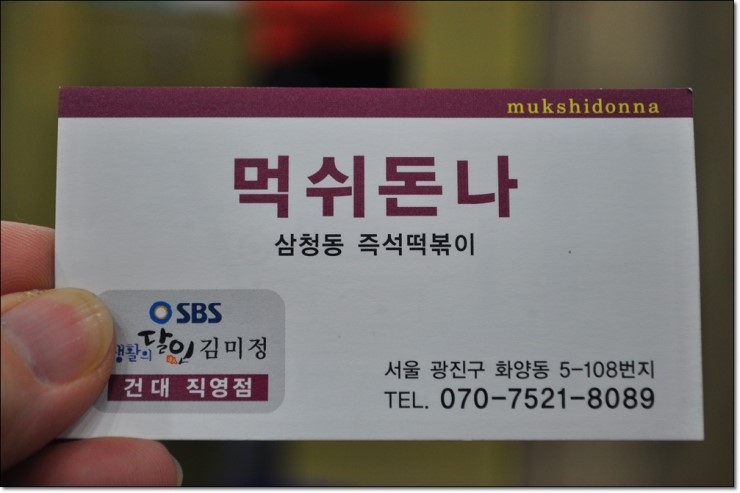 mukshidonna
먹쉬돈나
삼청동 즉석떡볶이
SBS
생활의 달인 김미정
건대 직영점
서울 광진구 화양동 5-108번지
TEL. 070-7521-8089